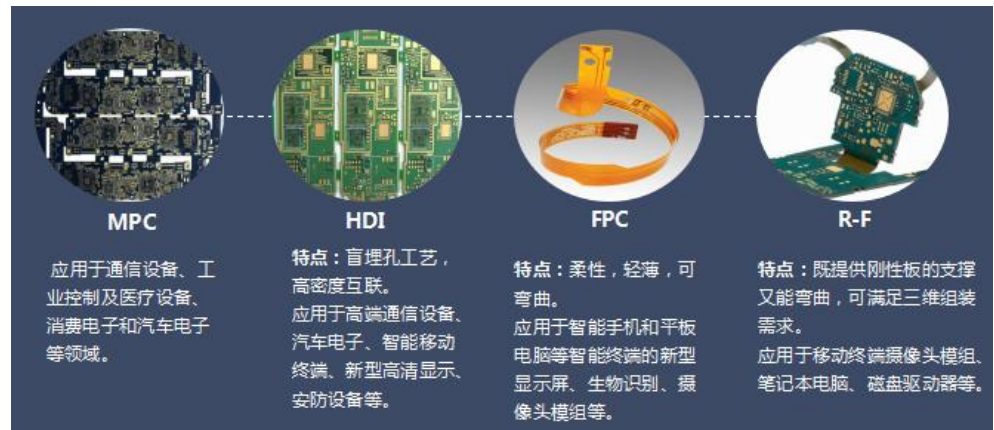 MPC
应用于通信设备、工
业控制及医疗设备、
消费电子和汽车电子
等领域。
HDI
特点：盲埋孔工艺，
高密度互联。
应用于高端通信设备、
汽车电子、智能移动
终端、新型高清显示、
安防设备等。
FPC
特点：柔性，轻薄，可
弯曲。
应用于智能手机和平板
电脑等智能终端的新型
显示屏、生物识别、摄
像头模组等。
R-F
特点：既提供刚性板的支撑
又能弯曲，可满足三维组装
需求。
应用于移动终端摄像头模组、
笔记本电脑、磁盘驱动器等。